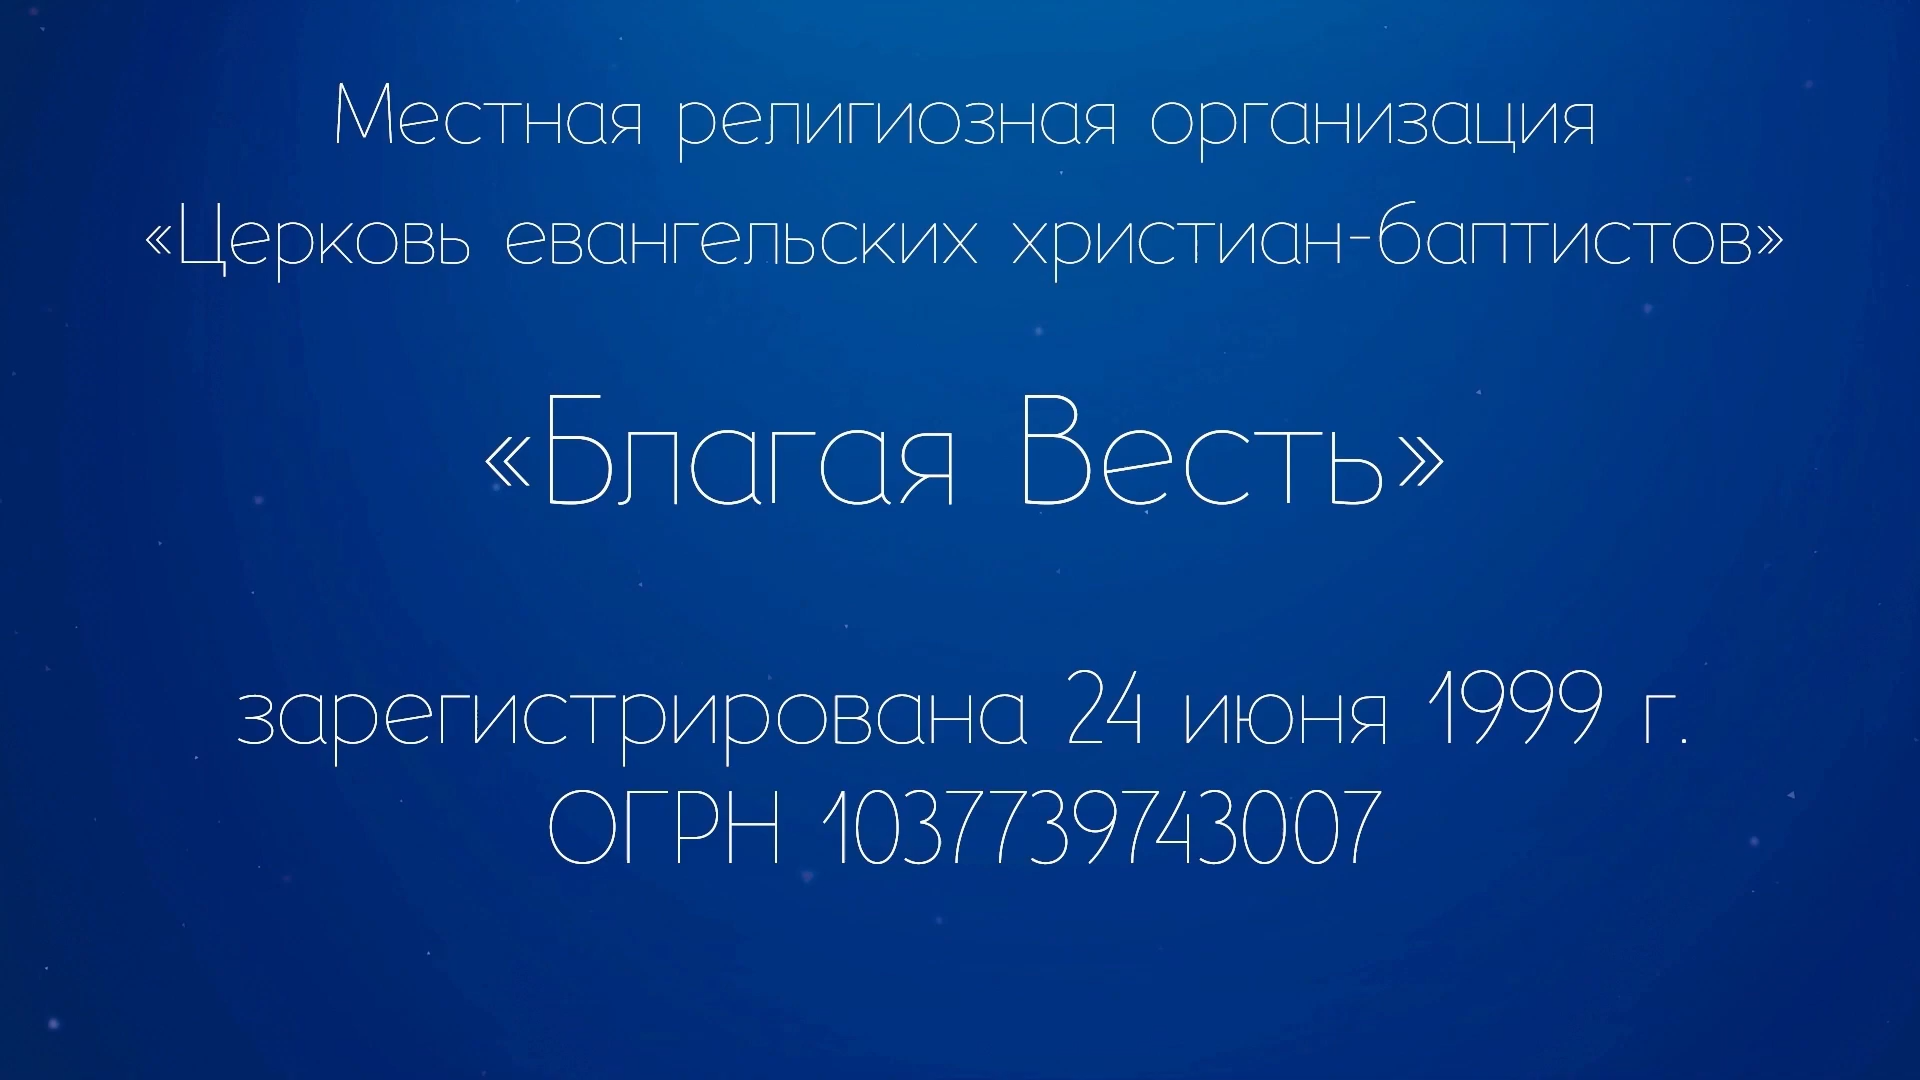 Местная религиозная организация
«Церковь евангельских христиан-баптистов»
«Благая Весть»
зарегистрирована 24 июня 1999 г.
ОГРН 1037739743007